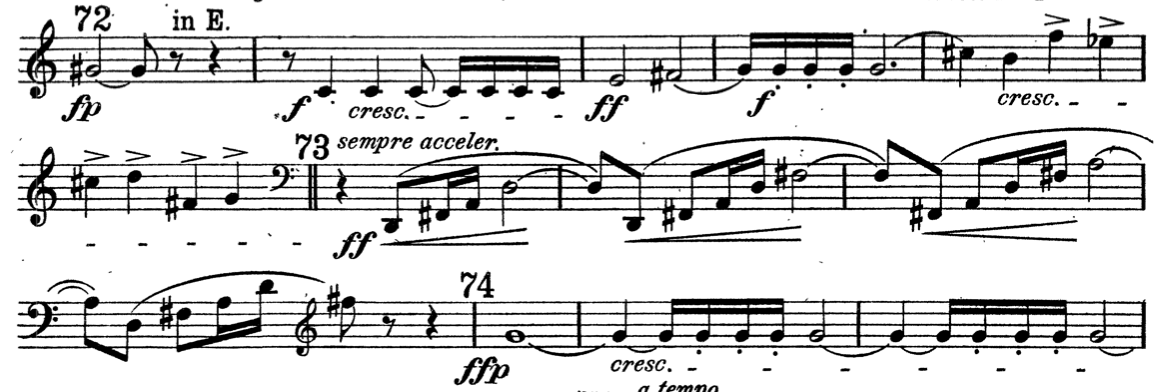 72 in E.
fp f cresc. ff f cresc.
73 sempre acceler.
ff
74
ffp cresc.
a tempo